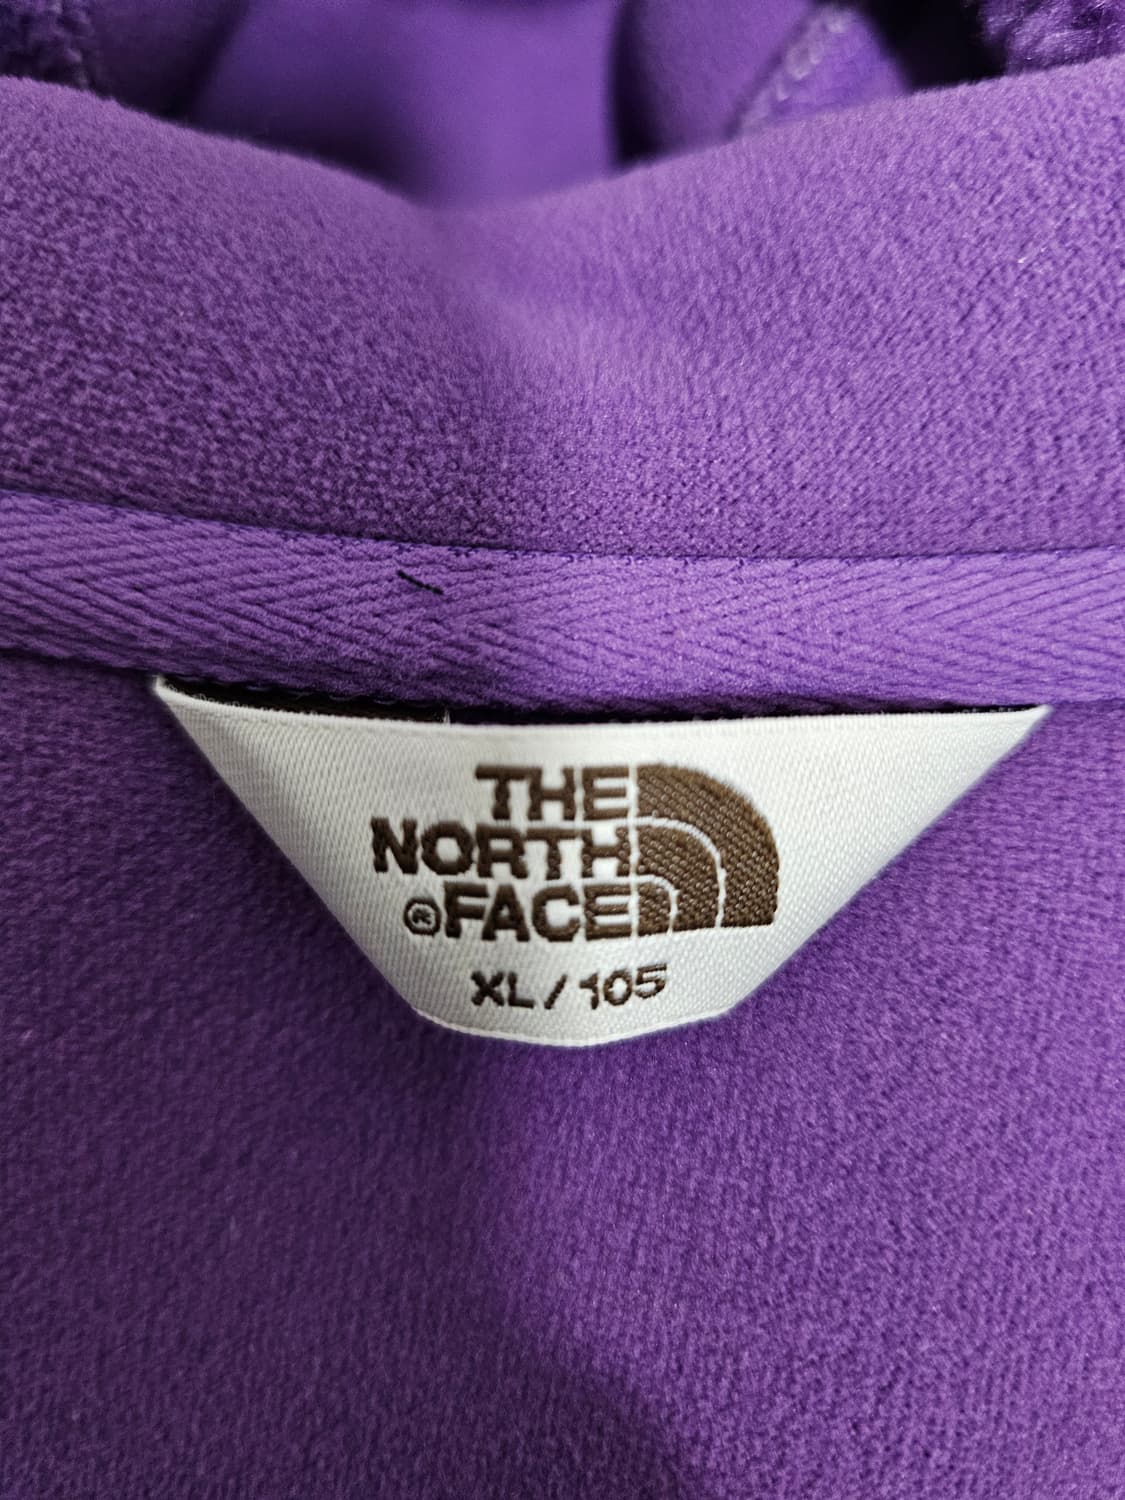 THE
NORTH
®FACE
XL/105